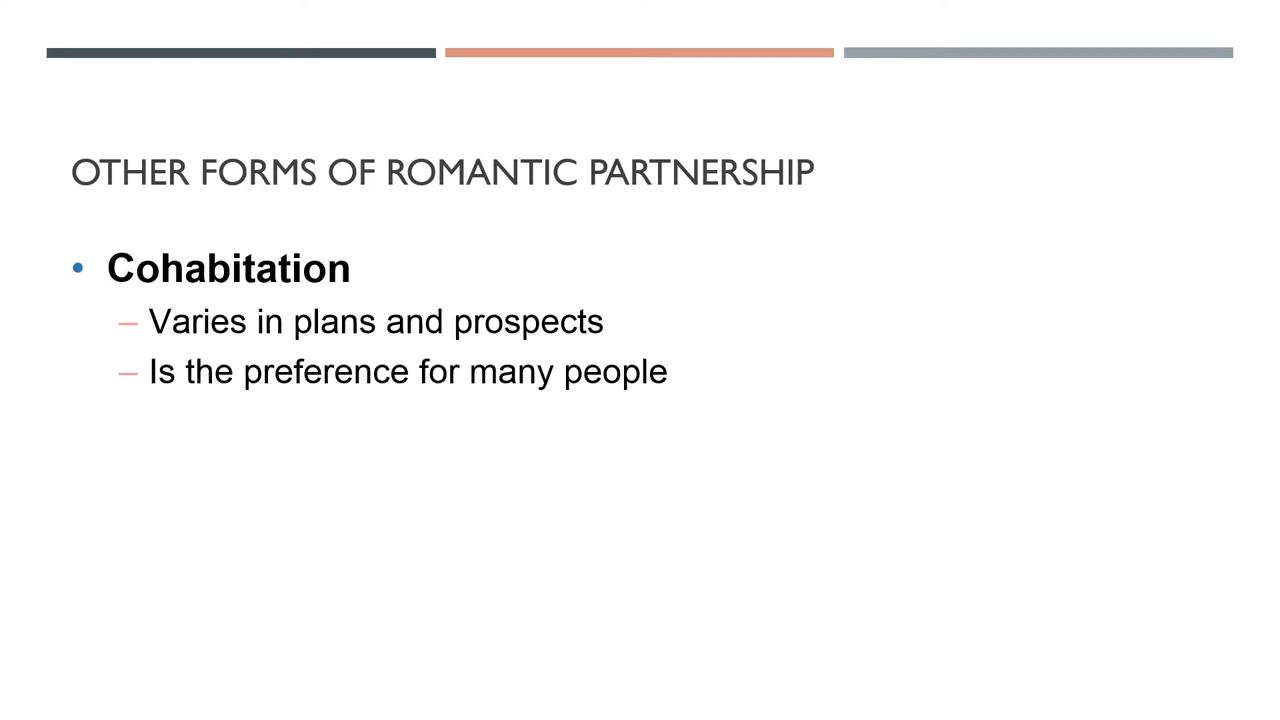 OTHER FORMS OF ROMANTIC PARTNERSHIP
• Cohabitation
– Varies in plans and prospects
– Is the preference for many people